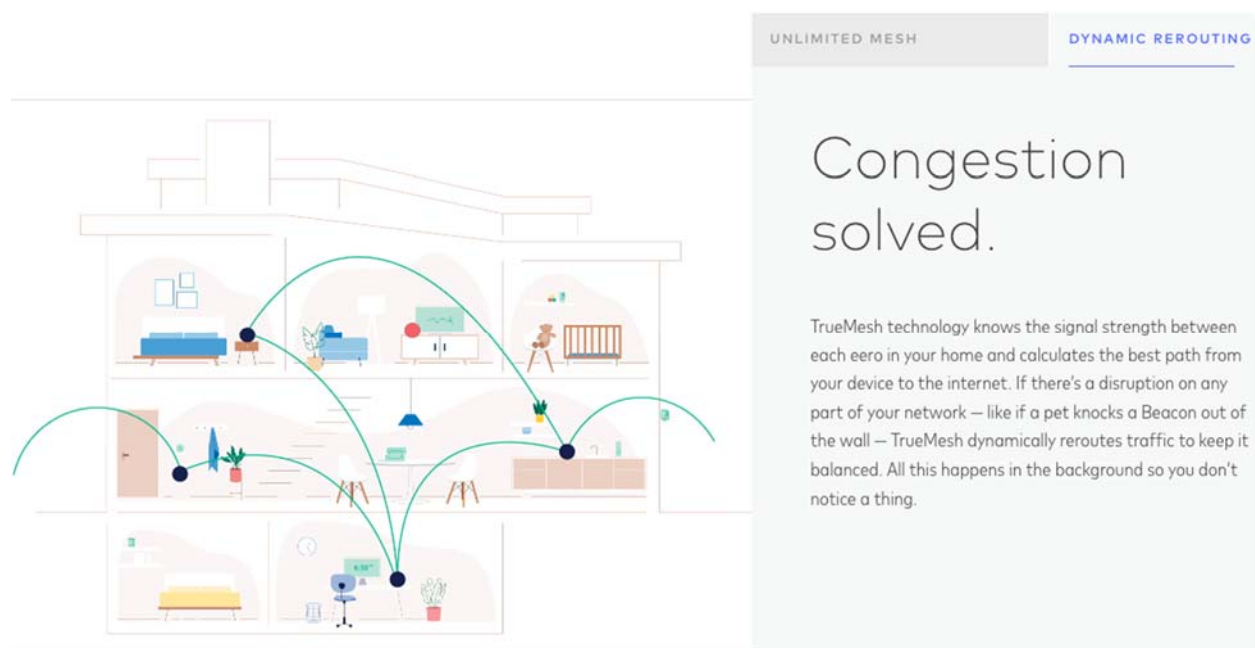 UNLIMITED MESH
DYNAMIC REROUTING
Congestion
solved.
TrueMesh technology knows the signal strength between
each eero in your home and calculates the best path from
your device to the internet. If there's a disruption on any
part of your network — like if a pet knocks a Beacon out of
the wall — TrueMesh dynamically reroutes traffic to keep it
balanced. All this happens in the background so you don't
notice a thing.